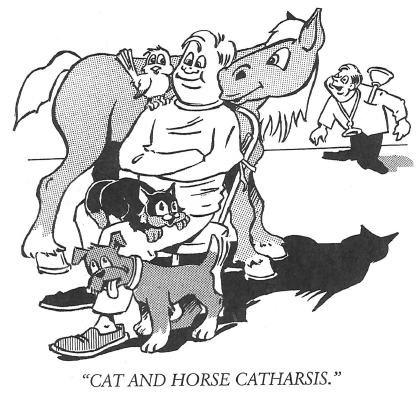 “CAT AND HORSE CATHARSIS.”